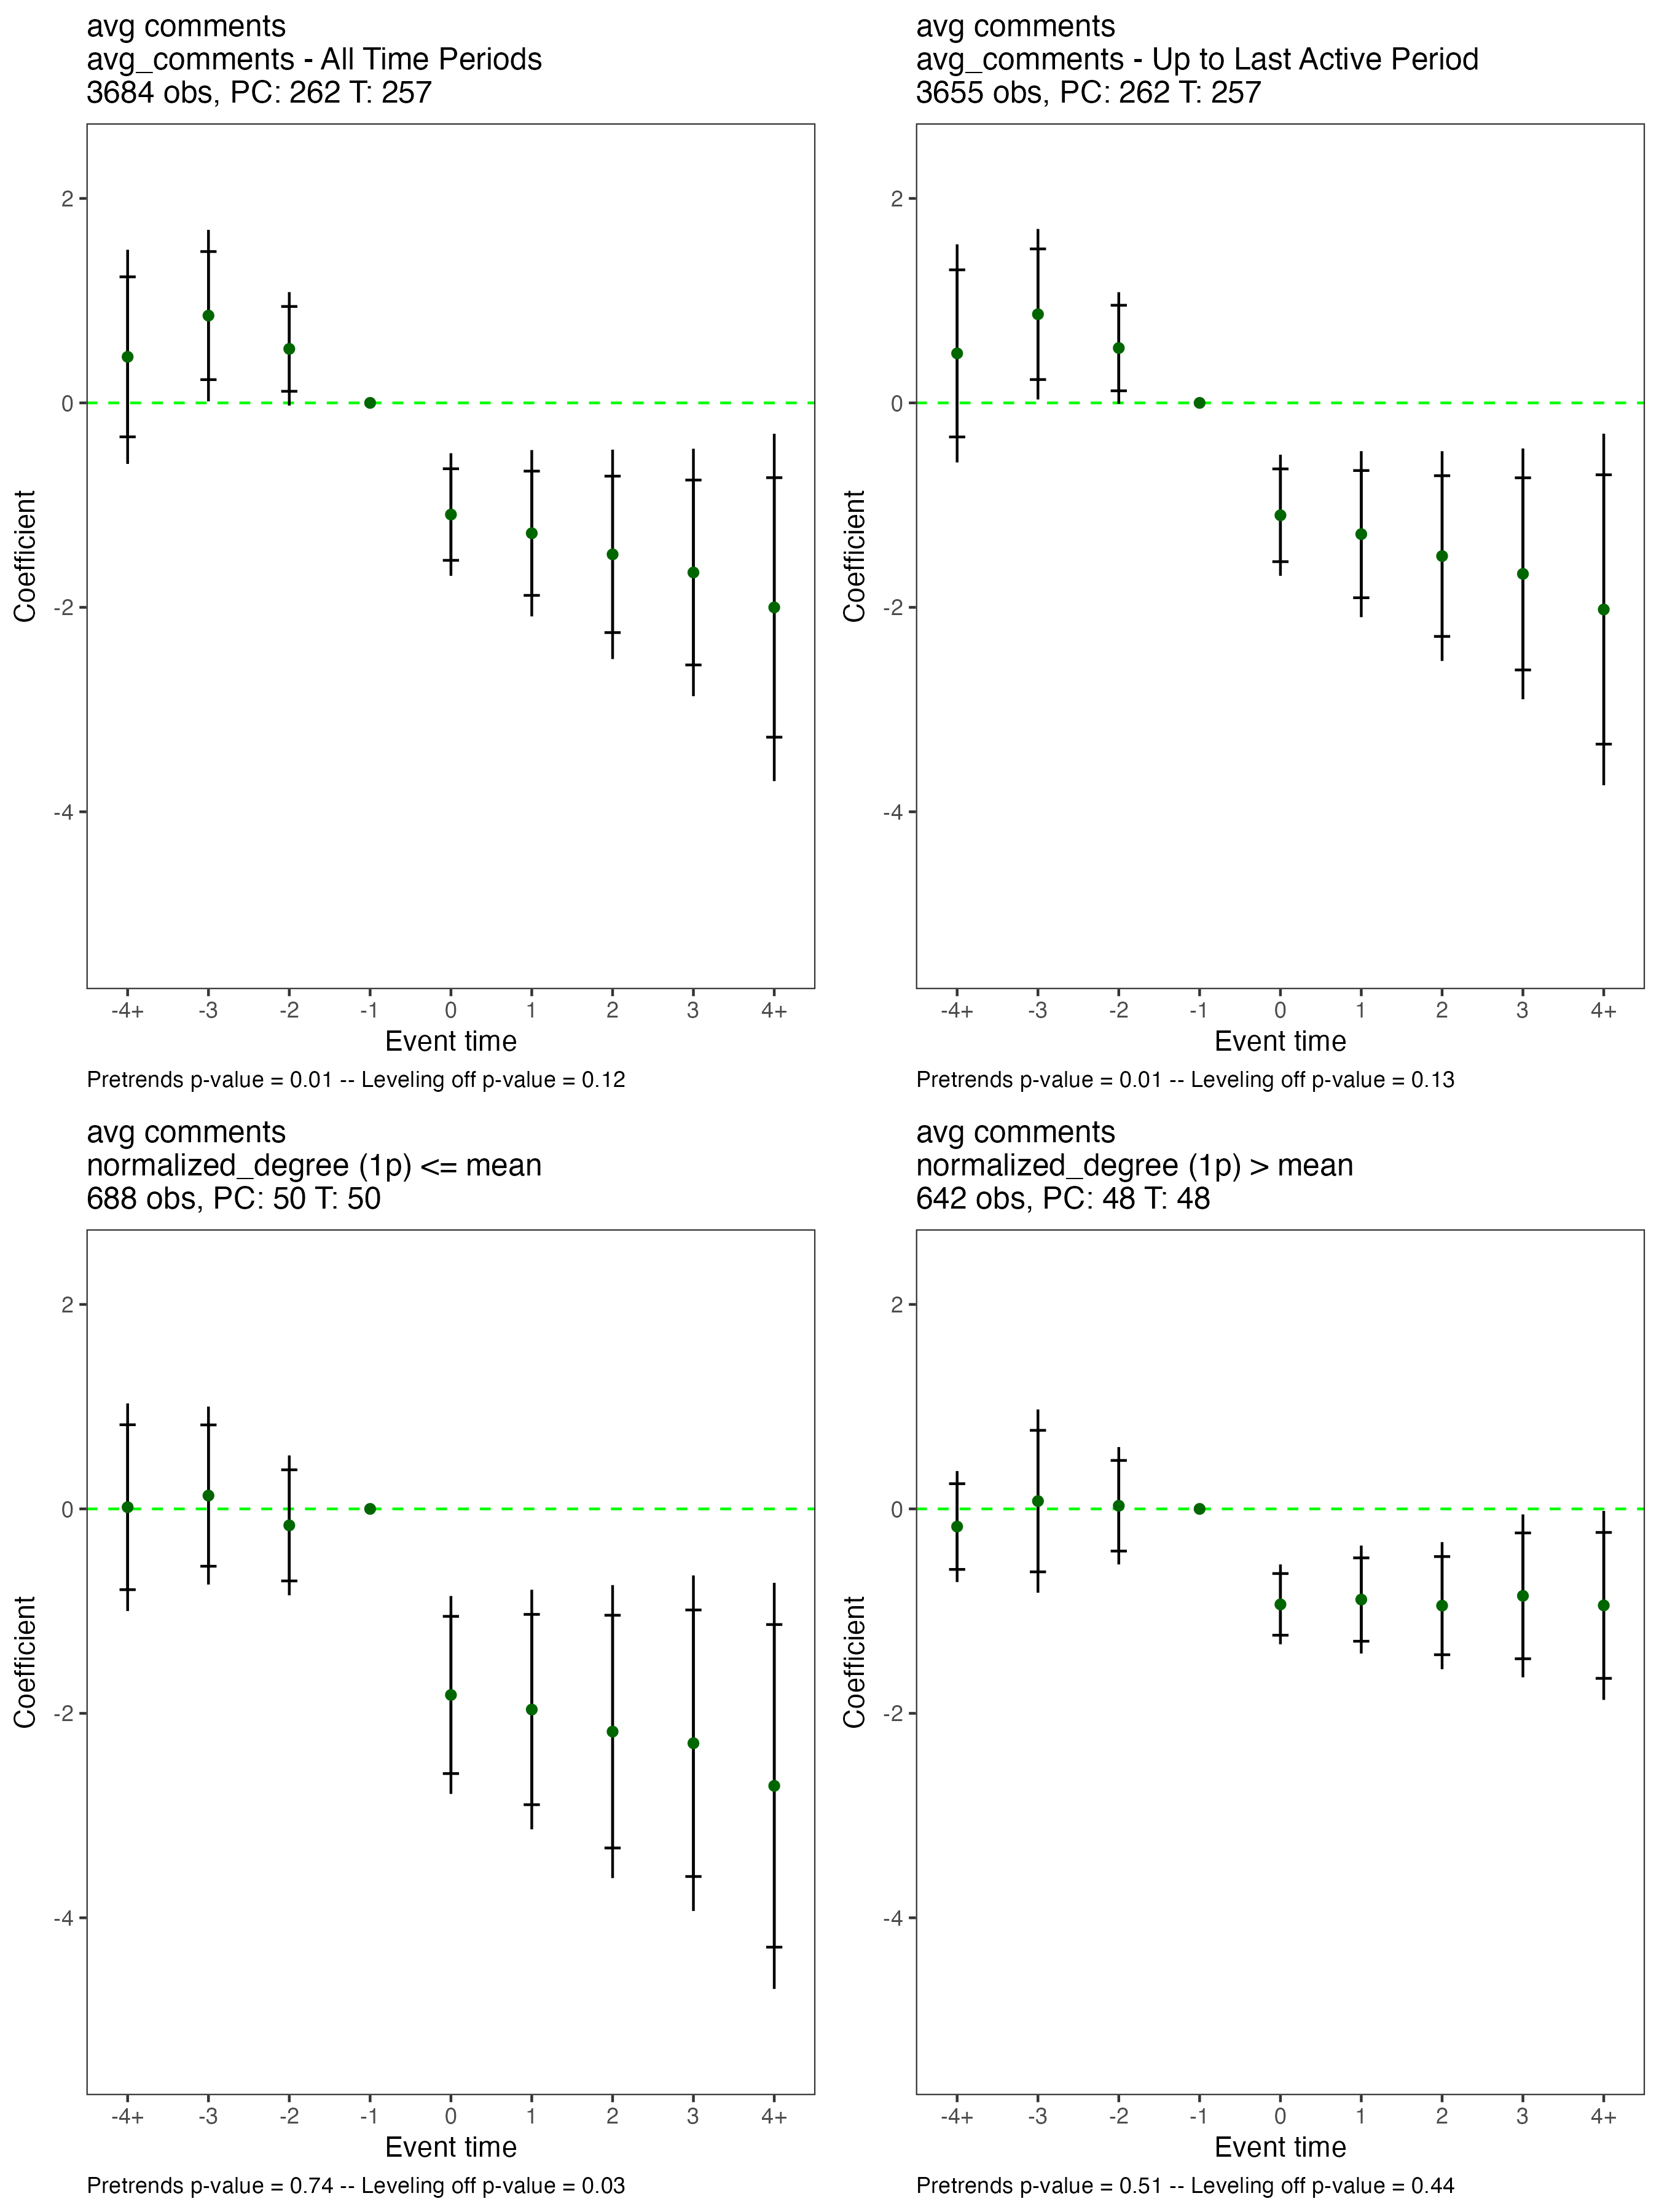 avg comments
avg_comments - All Time Periods
3684 obs, PC: 262 T: 257
2
0
-2
-4
Coefficient
-4+ -3 -2 -1 0 1 2 3 4+
Event time
Pretrends p-value = 0.01 -- Leveling off p-value = 0.12
avg comments
avg_comments - Up to Last Active Period
3655 obs, PC: 262 T: 257
2
0
-2
-4
Coefficient
-4+ -3 -2 -1 0 1 2 3 4+
Event time
Pretrends p-value = 0.01 -- Leveling off p-value = 0.13
avg comments
normalized_degree (1p) <= mean
688 obs, PC: 50 T: 50
2
0
-2
-4
Coefficient
-4+ -3 -2 -1 0 1 2 3 4+
Event time
Pretrends p-value = 0.74 -- Leveling off p-value = 0.03
avg comments
normalized_degree (1p) > mean
642 obs, PC: 48 T: 48
2
0
-2
-4
Coefficient
-4+ -3 -2 -1 0 1 2 3 4+
Event time
Pretrends p-value = 0.51 -- Leveling off p-value = 0.44